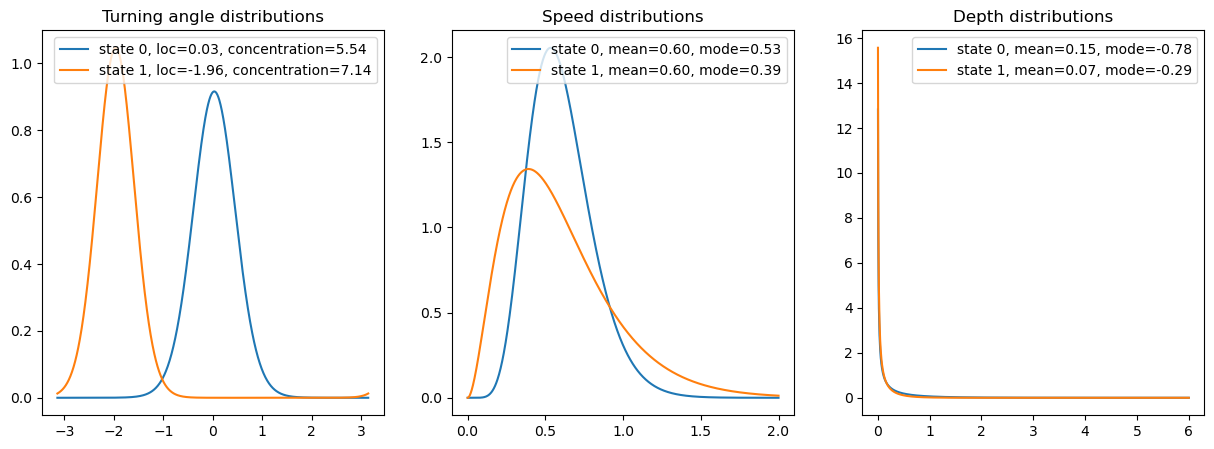 Turning angle distributions
state 0, loc=0.03, concentration=5.54
state 1, loc=-1.96, concentration=7.14
1.0
0.8
0.6
0.4
0.2
0.0
−3 −2 −1 0 1 2 3
Speed distributions
state 0, mean=0.60, mode=0.53
state 1, mean=0.60, mode=0.39
2.0
1.5
1.0
0.5
0.0
0.0 0.5 1.0 1.5 2.0
Depth distributions
state 0, mean=0.15, mode=-0.78
state 1, mean=0.07, mode=-0.29
16
14
12
10
8
6
4
2
0
0 1 2 3 4 5 6